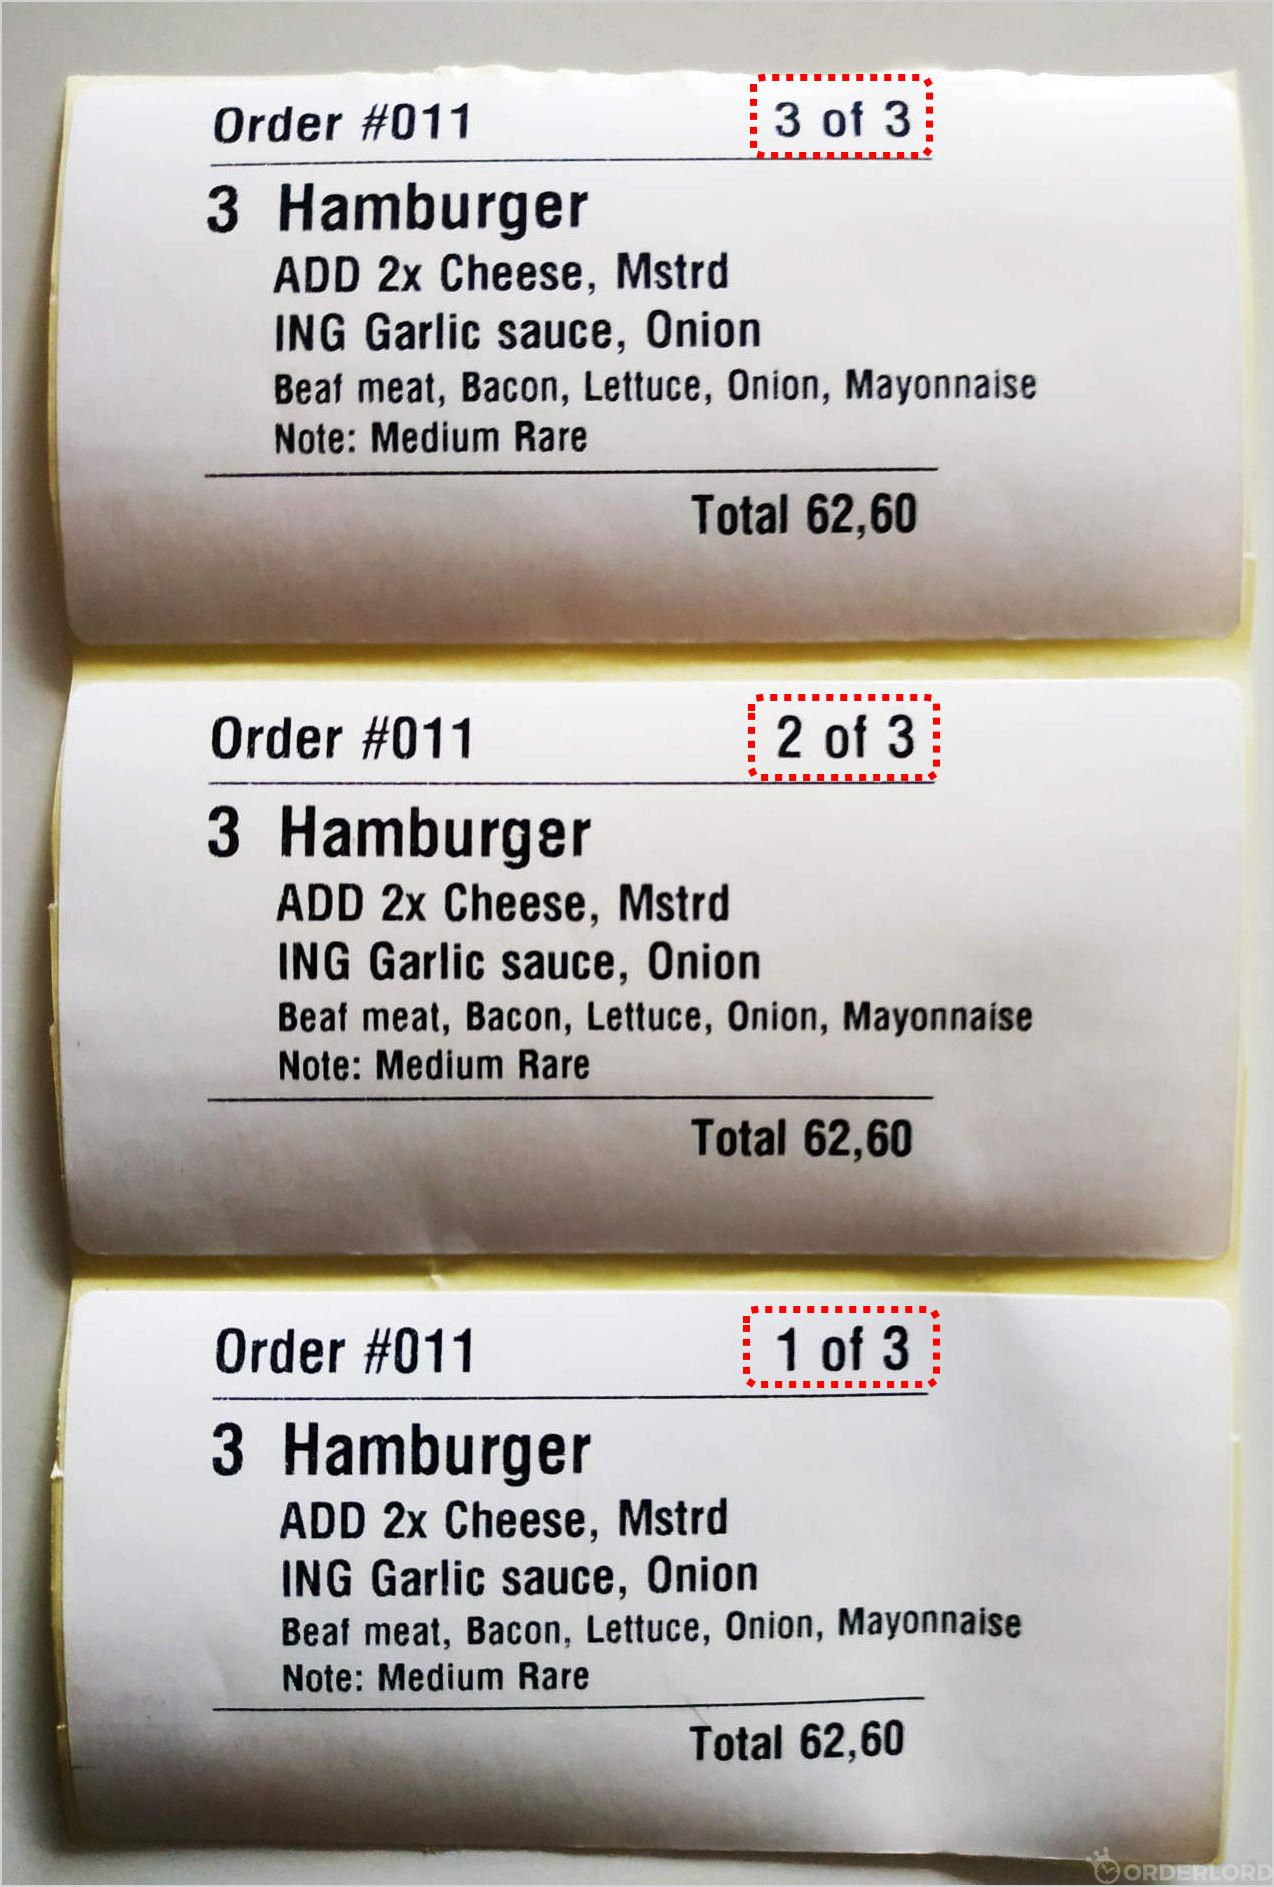 Order #011 3 of 3
3 Hamburger
ADD 2x Cheese, Mstrd
ING Garlic sauce, Onion
Beaf meat, Bacon, Lettuce, Onion, Mayonnaise
Note: Medium Rare
Total 62,60
Order #011 2 of 3
3 Hamburger
ADD 2x Cheese, Mstrd
ING Garlic sauce, Onion
Beaf meat, Bacon, Lettuce, Onion, Mayonnaise
Note: Medium Rare
Total 62,60
Order #011 1 of 3
3 Hamburger
ADD 2x Cheese, Mstrd
ING Garlic sauce, Onion
Beaf meat, Bacon, Lettuce, Onion, Mayonnaise
Note: Medium Rare
Total 62,60
ORDERLORD